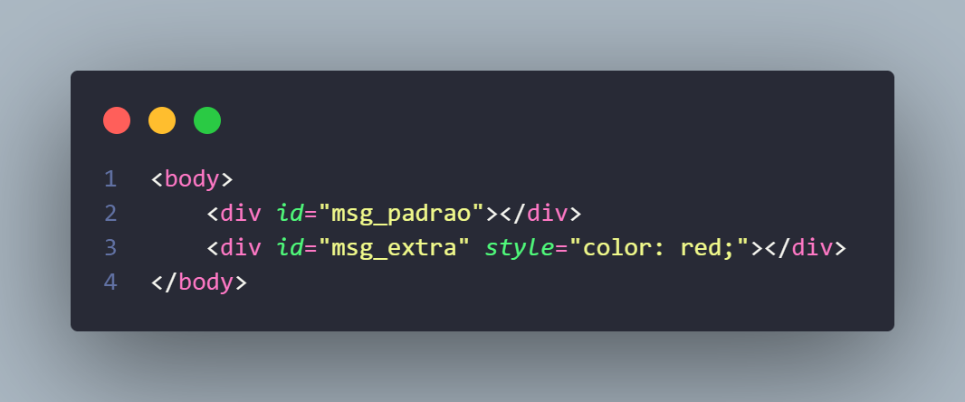 1 <body>
2 <div id="msg_padrao"></div>
3 <div id="msg_extra" style="color: red;"></div>
4 </body>